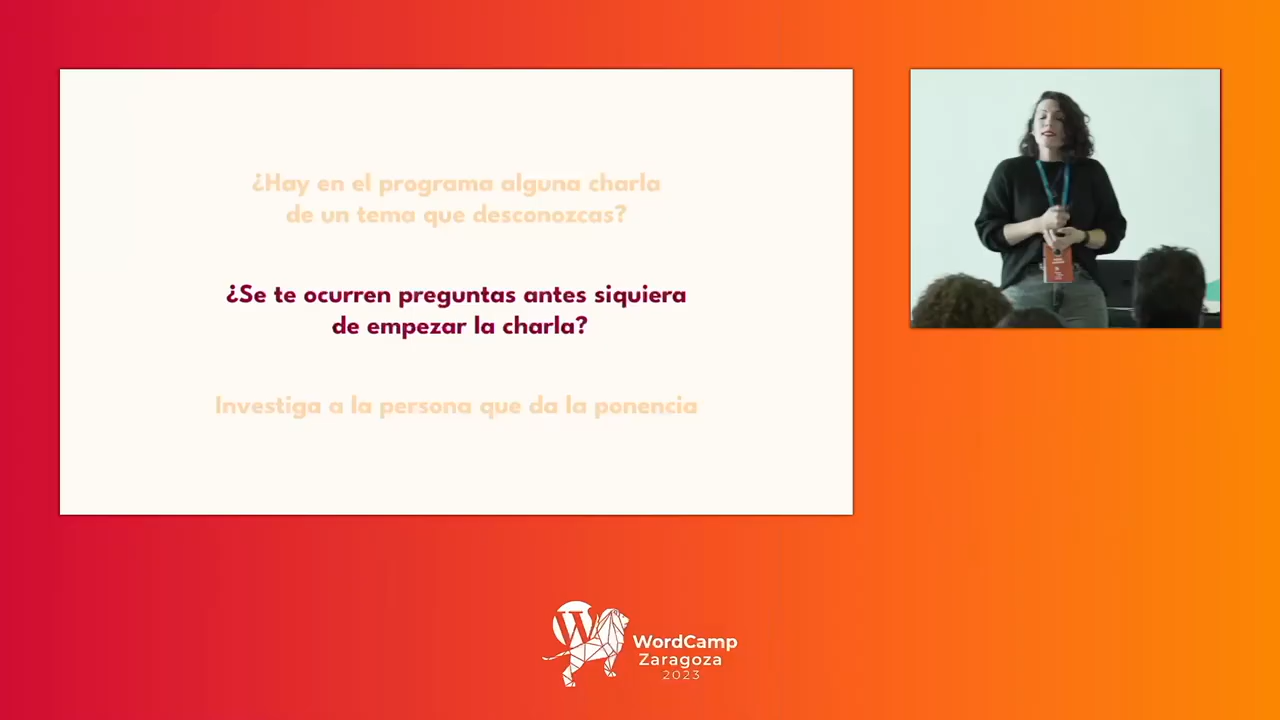 ¿Hay en el programa alguna charla
de un tema que desconozcas?
¿Se te ocurren preguntas antes siquiera
de empezar la charla?
Investiga a la persona que da la ponencia
WordCamp
Zaragoza
2023